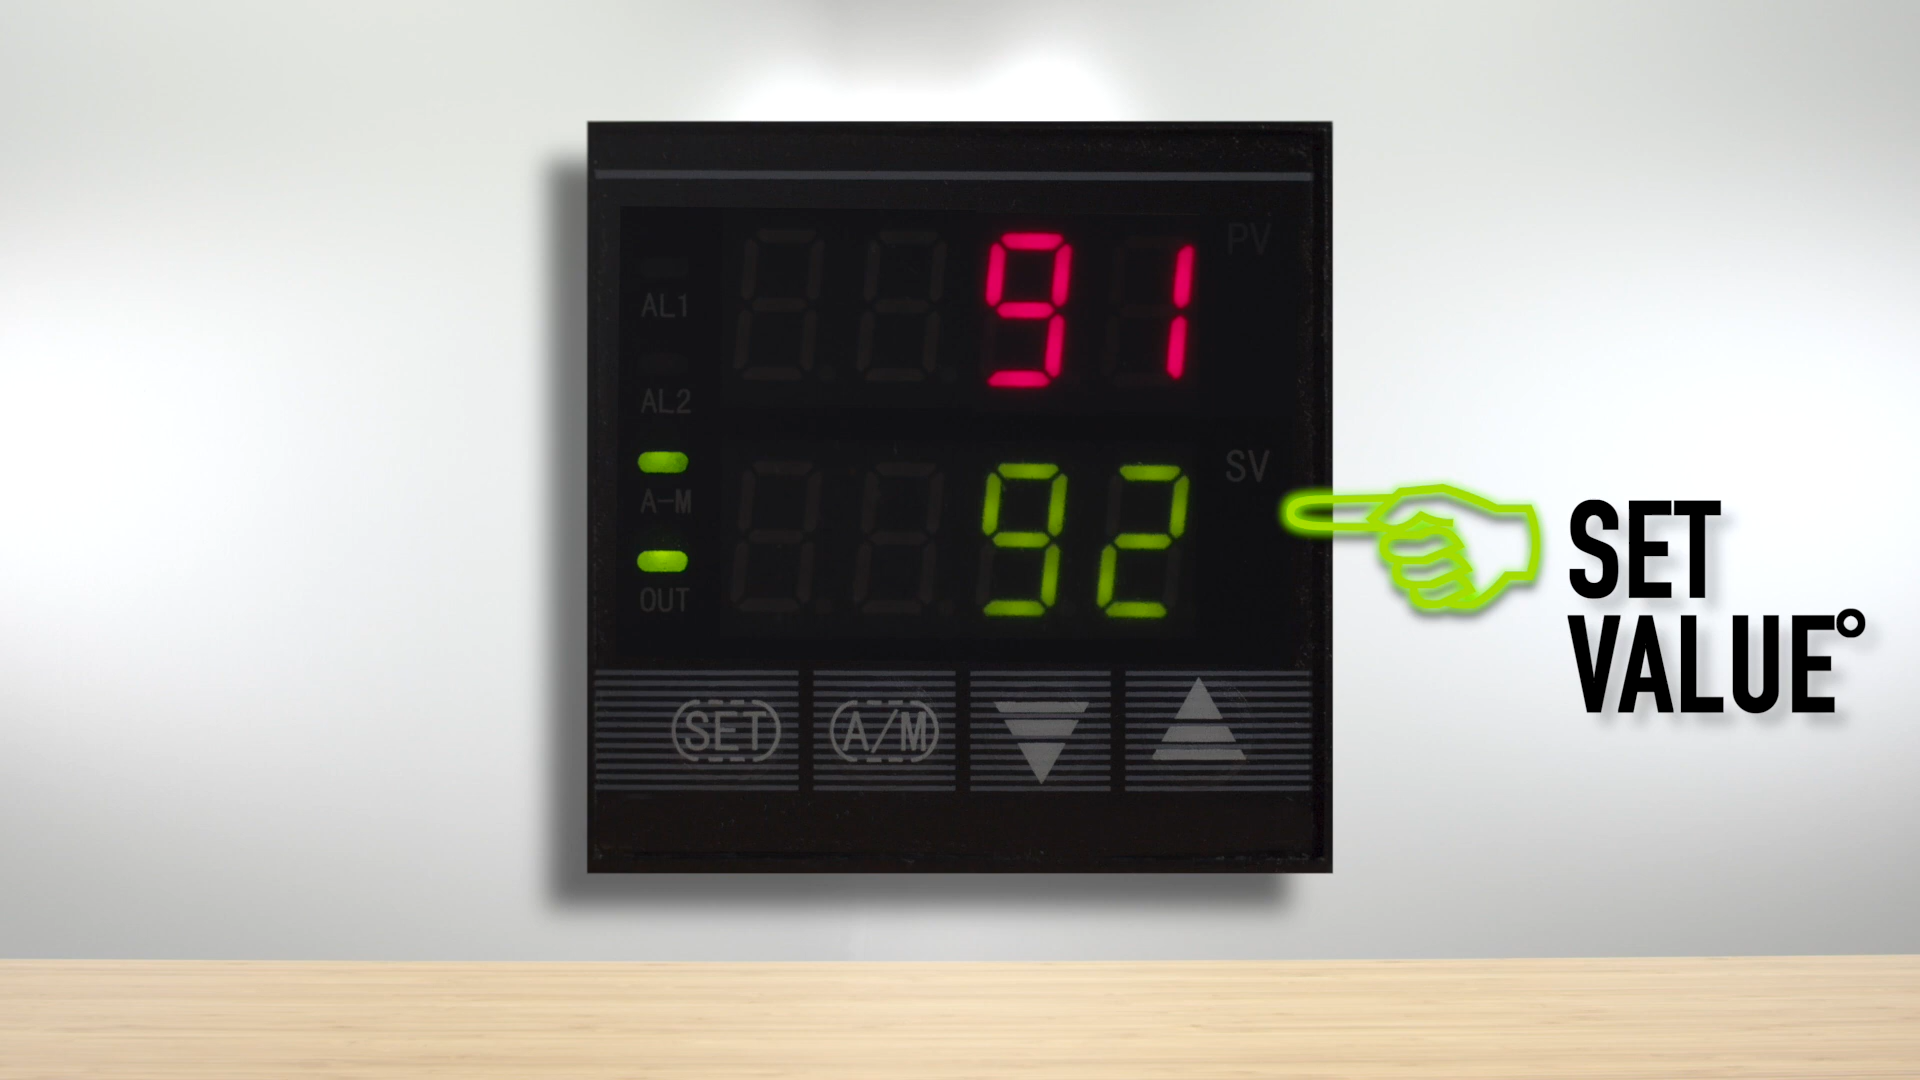 91 PV
AL1
AL2
92 SV
A-M
OUT
SET
VALUE°
SET A/M